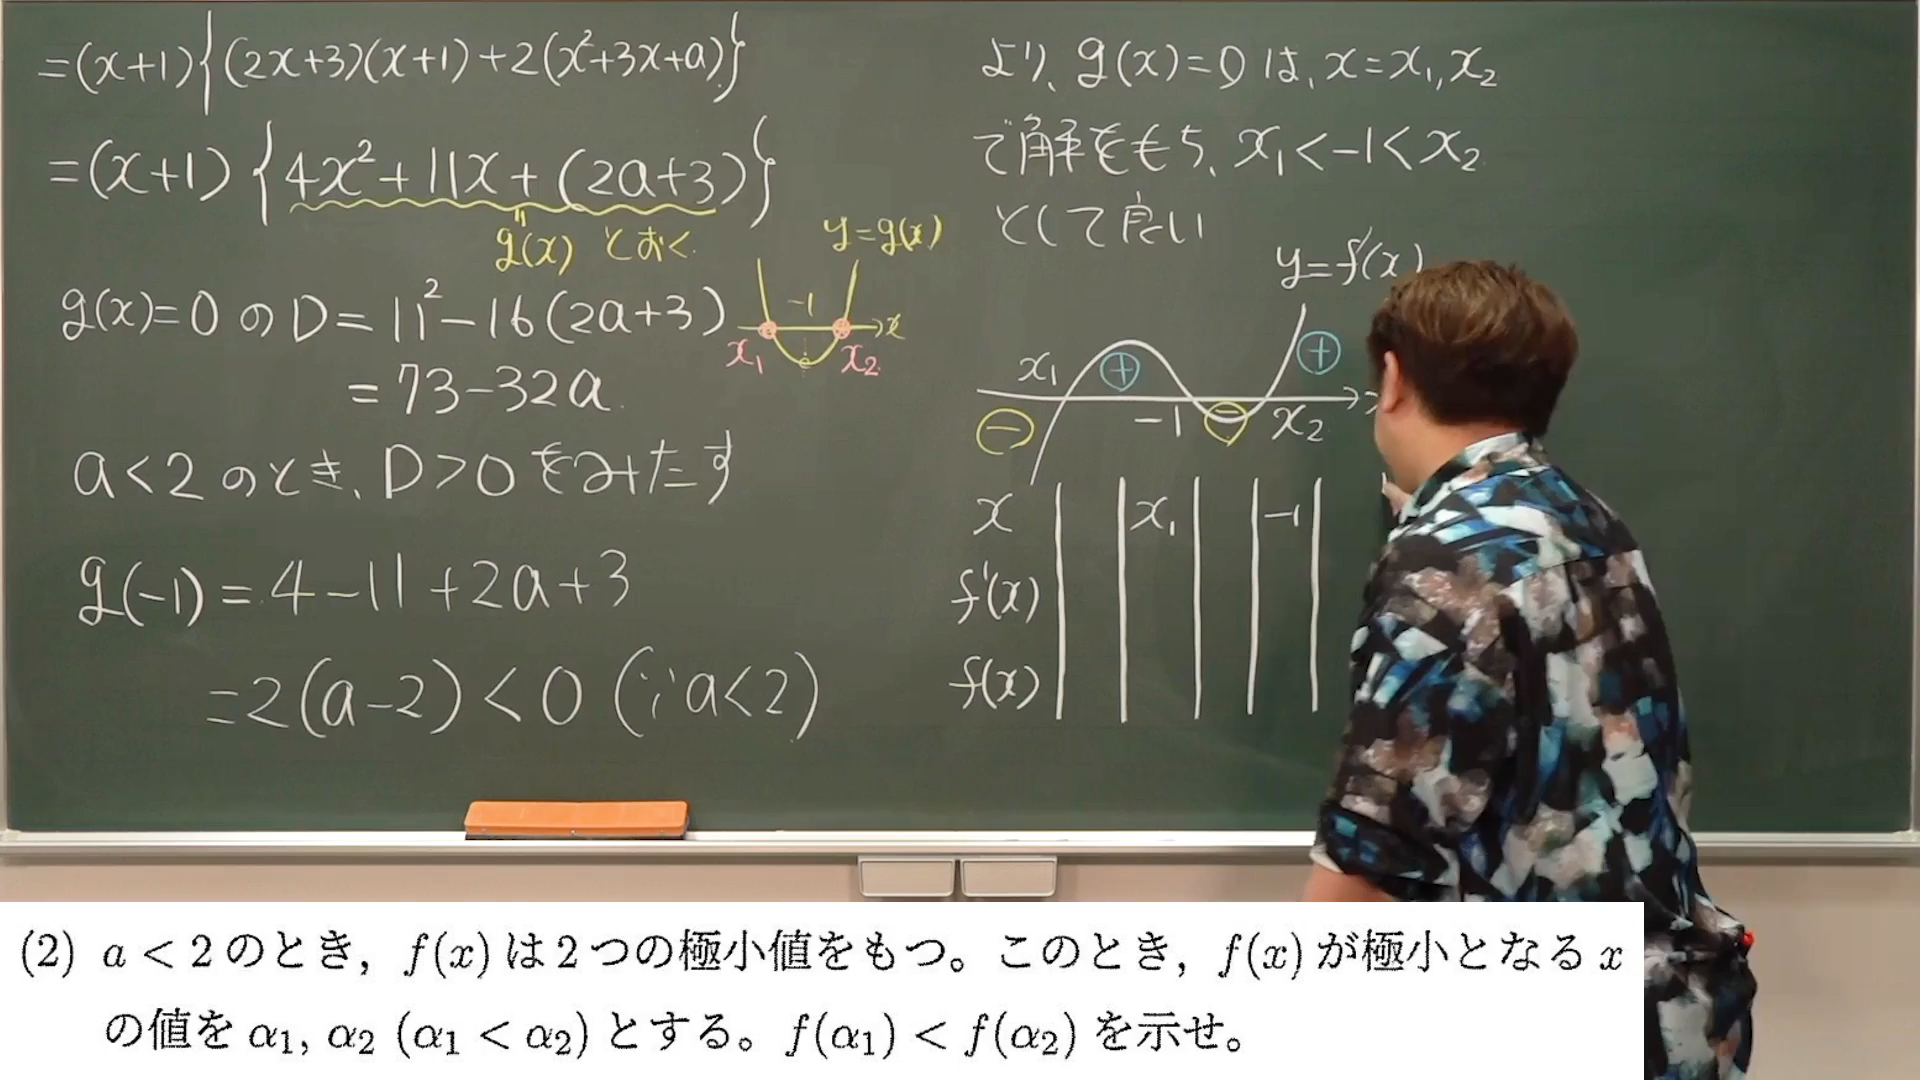 =(x+1){(2x+3)(x+1)+2(x²+3x+a)}
=(x+1){4x²+11x+(2a+3)}
g(x) とおく
y=g(x)
-1
x
x₁
x₂
g(x)=0 の D=11²-16(2a+3)
=73-32a
a<2 のとき、D>0 をみたす
g(-1)=4-11+2a+3
=2(a-2)<0 (∵a<2)
より、g(x)=0 は、x=x₁, x₂
で解をもち、x₁<-1<x₂
として良い
y=f'(x)
x₁
+
+
−
-1
−
x₂
x
x₁
-1
f'(x)
f(x)
(2) a < 2 のとき, f(x) は 2 つの極小値をもつ。このとき, f(x) が極小となる x
の値を α₁, α₂ (α₁ < α₂) とする。f(α₁) < f(α₂) を示せ。